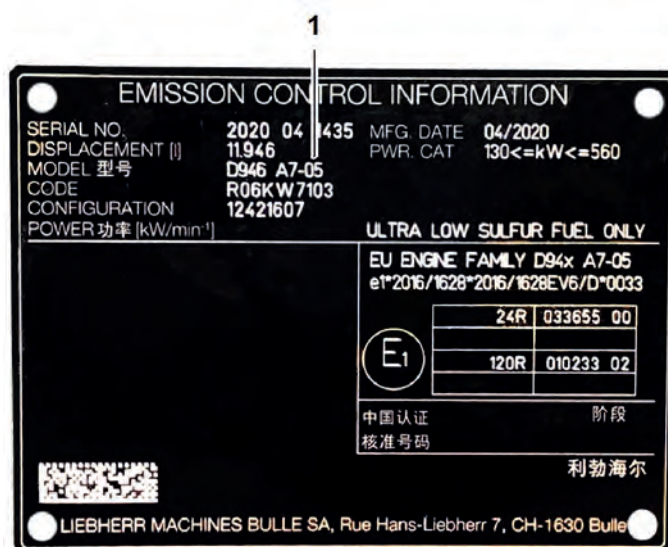 1
EMISSION CONTROL INFORMATION
SERIAL NO. 2020 04 1435 MFG. DATE 04/2020
DISPLACEMENT [l] 11.946 PWR. CAT 130<=kW<=560
MODEL 型号 D946 A7-05
CODE R06KW7103
CONFIGURATION 12421607
POWER 功率 [kW/min⁻¹] ULTRA LOW SULFUR FUEL ONLY
EU ENGINE FAMILY D94x A7-05
e1*2016/1628*2016/1628EV6/D*0033
24R 033655 00
E1
120R 010233 02
中国认证 阶段
核准号码
利勃海尔
LIEBHERR MACHINES BULLE SA, Rue Hans-Liebherr 7, CH-1630 Bulle